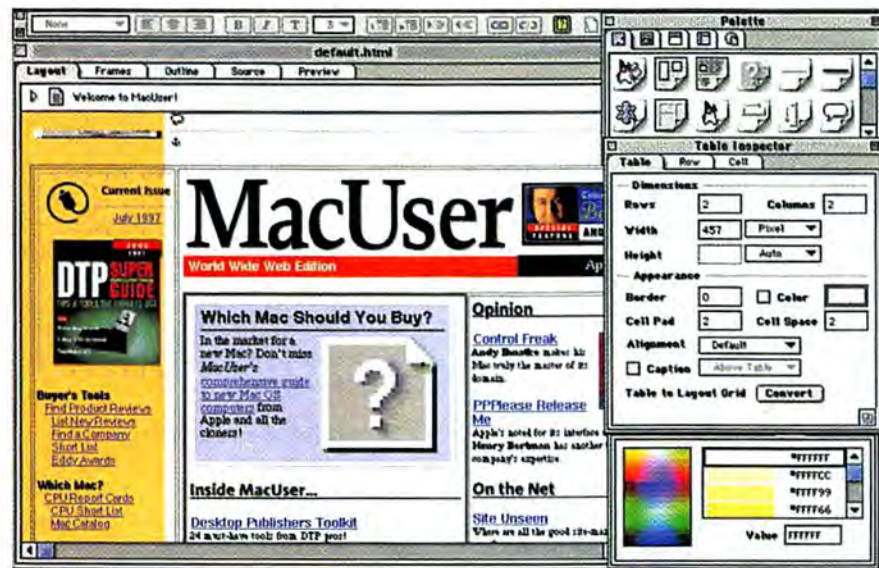 None B I T 3
default.html
Layout Frames Outline Source Preview
Welcome to MacUser!
Current Issue
July 1997
DTP SUPER GUIDE
MacUser
SPECIAL FEATURE
World Wide Web Edition
Which Mac Should You Buy?
In the market for a
new Mac? Don't miss
MacUser's
comprehensive guide
to new Mac OS
computers from
Apple and all the
cloners!
Opinion
Control Freak
makes his
Mac truly the master of its
domain.
PPPlease Release
Me
Apple's noted for its interface
Henry Bortman has another
company's expertise.
Buyer's Tools
Find Product Reviews
List New Reviews
Find a Company
Short List
Eddy Awards
Which Mac?
CPU Report Cards
CPU Short List
Mac Catalog
Inside MacUser...
Desktop Publishers Toolkit
24 must-have tools from DTP pros!
On the Net
Site Unseen
Where are all the good site-ma
Palette
Table Inspector
Table Row Cell
Dimensions
Rows 2 Columns 2
Width 457 Pixel
Height Auto
Appearance
Border 0 Color
Cell Pad 2 Cell Space 2
Alignment Default
Caption Above Table
Table to Layout Grid Convert
*FFFFFF
*FFFFCC
*FFFF99
*FFFF66
Value FFFFFF